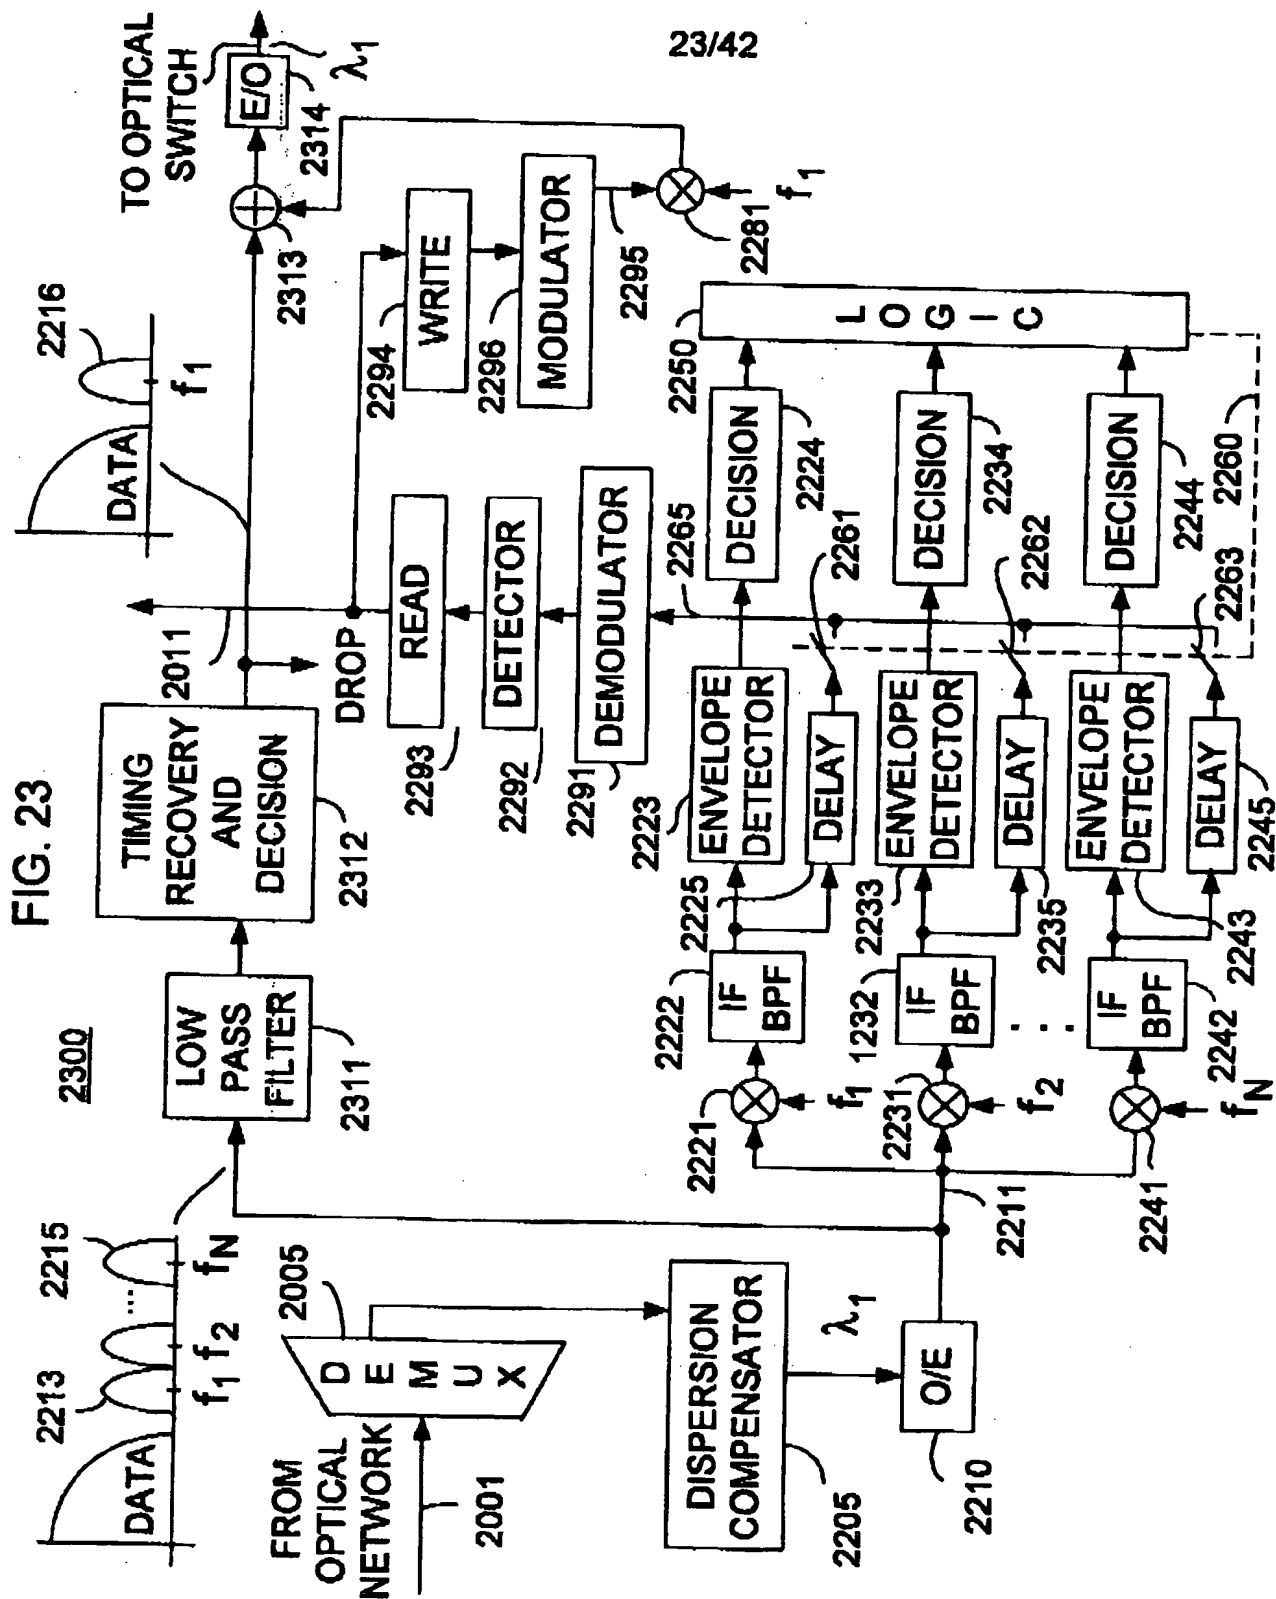 23/42
FIG. 23
2300
DATA
2213
2215
...
f1
f2
fN
FROM
OPTICAL
NETWORK
2001
DEMUX
2005
DISPERSION
COMPENSATOR
2205
λ1
O/E
2210
2211
LOW
PASS
FILTER
2311
TIMING
RECOVERY
AND
DECISION
2312
2011
DROP
DATA
2216
f1
2313
TO OPTICAL
SWITCH
E/O
2314
λ1
READ
2293
DETECTOR
2292
DEMODULATOR
2291
2265
WRITE
2294
MODULATOR
2296
2295
2281
f1
2221
f1
IF
BPF
2222
2225
ENVELOPE
DETECTOR
2223
DELAY
2261
DECISION
2224
2250
LOGIC
2231
f2
IF
BPF
1232
ENVELOPE
DETECTOR
2233
DELAY
2235
2262
DECISION
2234
. . .
2241
fN
IF
BPF
2242
ENVELOPE
DETECTOR
2243
DELAY
2245
2263
DECISION
2244
2260